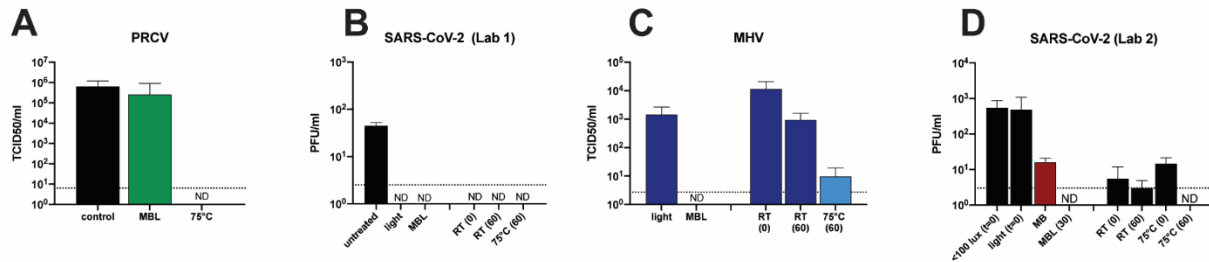 A
PRCV
TCID50/ml
10⁷
10⁶
10⁵
10⁴
10³
10²
10¹
10⁰
ND
control
MBL
75°C
B
SARS-CoV-2 (Lab 1)
PFU/ml
10³
10²
10¹
10⁰
ND
ND
ND
ND
ND
untreated
light
MBL
RT (0)
RT (60)
75°C (60)
C
MHV
TCID50/ml
10⁵
10⁴
10³
10²
10¹
10⁰
ND
light
MBL
RT
(0)
RT
(60)
75°C
(60)
D
SARS-CoV-2 (Lab 2)
PFU/ml
10⁴
10³
10²
10¹
10⁰
ND
ND
<100 lux (t=0)
light (t=0)
MB
MBL (30)
RT (0)
RT (60)
75°C (0)
75°C (60)